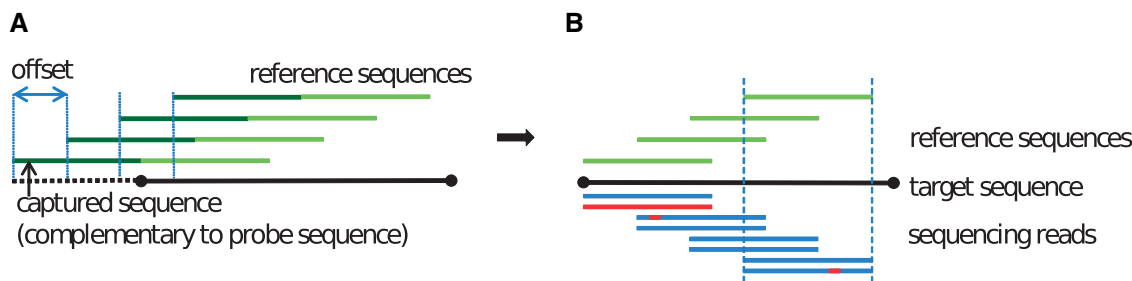 A
B
offset
reference sequences
captured sequence
(complementary to probe sequence)
reference sequences
target sequence
sequencing reads